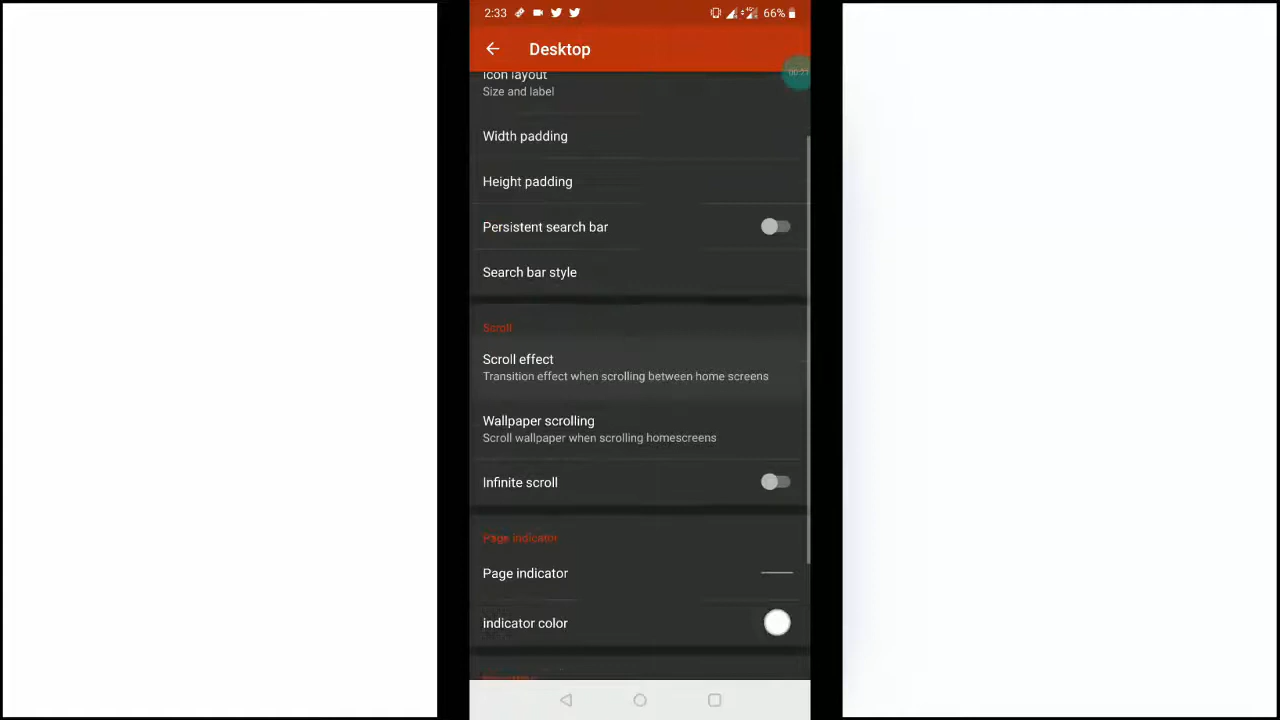 2:33
66%
Desktop
00:21
Icon layout
Size and label
Width padding
Height padding
Persistent search bar
Search bar style
Scroll
Scroll effect
Transition effect when scrolling between home screens
Wallpaper scrolling
Scroll wallpaper when scrolling homescreens
Infinite scroll
Page indicator
Page indicator
Indicator color